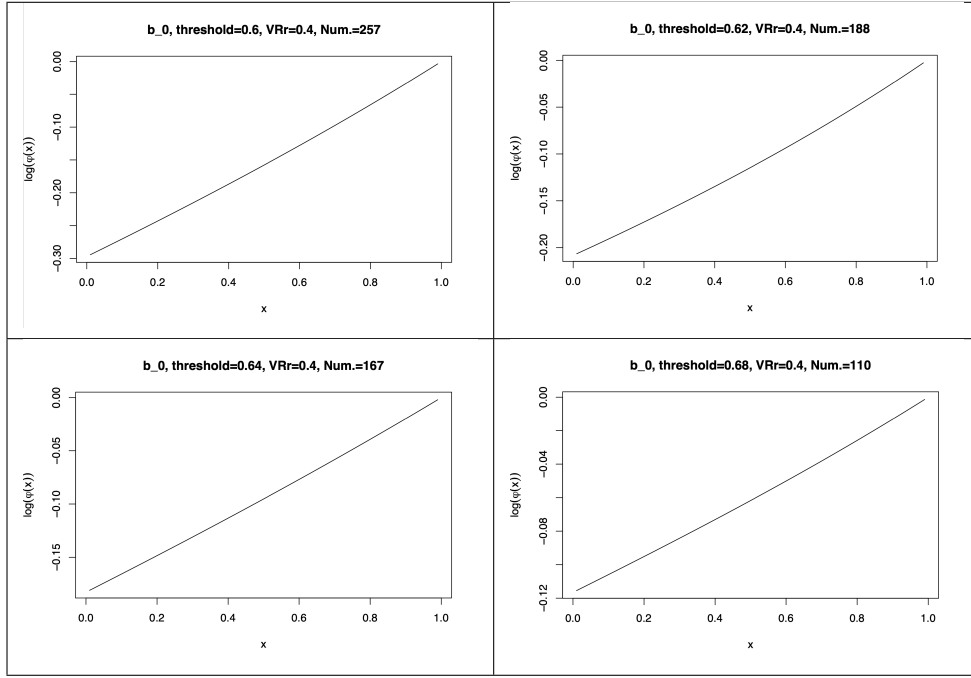 b_0, threshold=0.6, VRr=0.4, Num.=257
log(φ(x))
0.00
−0.10
−0.20
−0.30
0.0 0.2 0.4 0.6 0.8 1.0
x
b_0, threshold=0.62, VRr=0.4, Num.=188
log(φ(x))
0.00
−0.05
−0.10
−0.15
−0.20
0.0 0.2 0.4 0.6 0.8 1.0
x
b_0, threshold=0.64, VRr=0.4, Num.=167
log(φ(x))
0.00
−0.05
−0.10
−0.15
0.0 0.2 0.4 0.6 0.8 1.0
x
b_0, threshold=0.68, VRr=0.4, Num.=110
log(φ(x))
0.00
−0.04
−0.08
−0.12
0.0 0.2 0.4 0.6 0.8 1.0
x